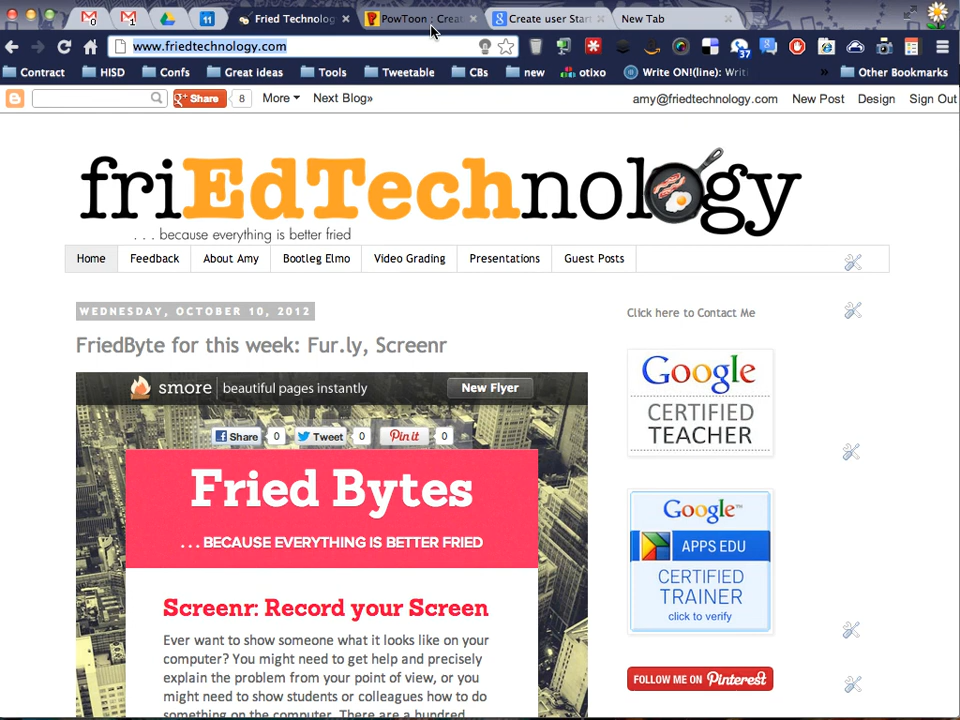 0
1
11
Fried Technolog
PowToon : Creat
Create user Start
New Tab
www.friedtechnology.com
37
Contract
HISD
Confs
Great ideas
Tools
Tweetable
CBs
new
otixo
Write ON!(line): Writi
»
Other Bookmarks
Share
8
More
Next Blog»
amy@friedtechnology.com
New Post
Design
Sign Out
friEdTechnology
. . . because everything is better fried
Home
Feedback
About Amy
Bootleg Elmo
Video Grading
Presentations
Guest Posts
WEDNESDAY, OCTOBER 10, 2012
FriedByte for this week: Fur.ly, Screenr
smore
beautiful pages instantly
New Flyer
Share
0
Tweet
0
Pin it
0
Fried Bytes
. . . BECAUSE EVERYTHING IS BETTER FRIED
Screenr: Record your Screen
Ever want to show someone what it looks like on your
computer? You might need to get help and precisely
explain the problem from your point of view, or you
might need to show students or colleagues how to do
something on the computer. There are a hundred
Click here to Contact Me
Google
CERTIFIED
TEACHER
Google™
APPS EDU
CERTIFIED
TRAINER
click to verify
FOLLOW ME ON Pinterest